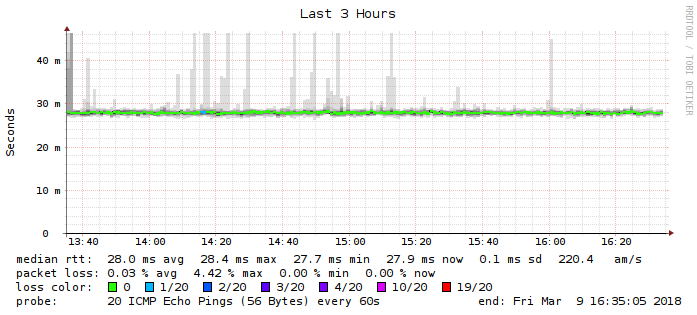 Last 3 Hours
RRDTOOL / TOBI OETIKER
Seconds
40 m
30 m
20 m
10 m
0
13:40 14:00 14:20 14:40 15:00 15:20 15:40 16:00 16:20
median rtt: 28.0 ms avg 28.4 ms max 27.7 ms min 27.9 ms now 0.1 ms sd 220.4 am/s
packet loss: 0.03 % avg 4.42 % max 0.00 % min 0.00 % now
loss color: 0 1/20 2/20 3/20 4/20 10/20 19/20
probe: 20 ICMP Echo Pings (56 Bytes) every 60s end: Fri Mar 9 16:35:05 2018